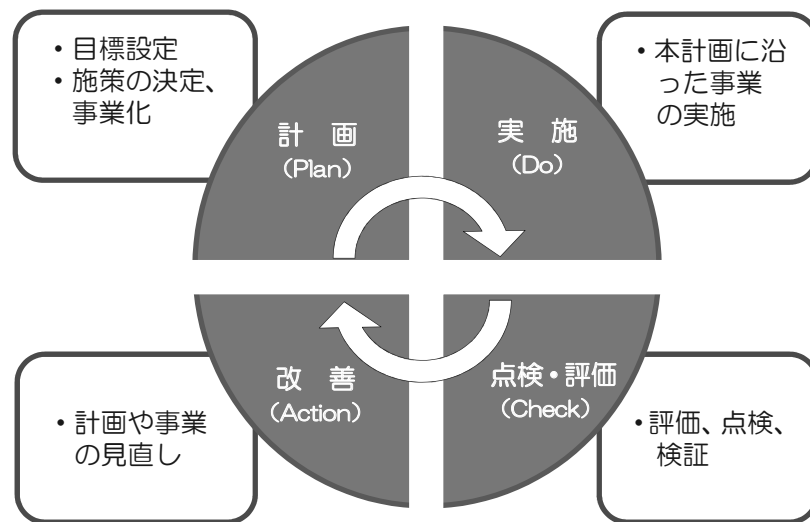 ・目標設定
・施策の決定、
事業化
計　画
(Plan)
実　施
(Do)
・本計画に沿
った事業
の実施
改　善
(Action)
点検・評価
(Check)
・計画や事業
の見直し
・評価、点検、
検証